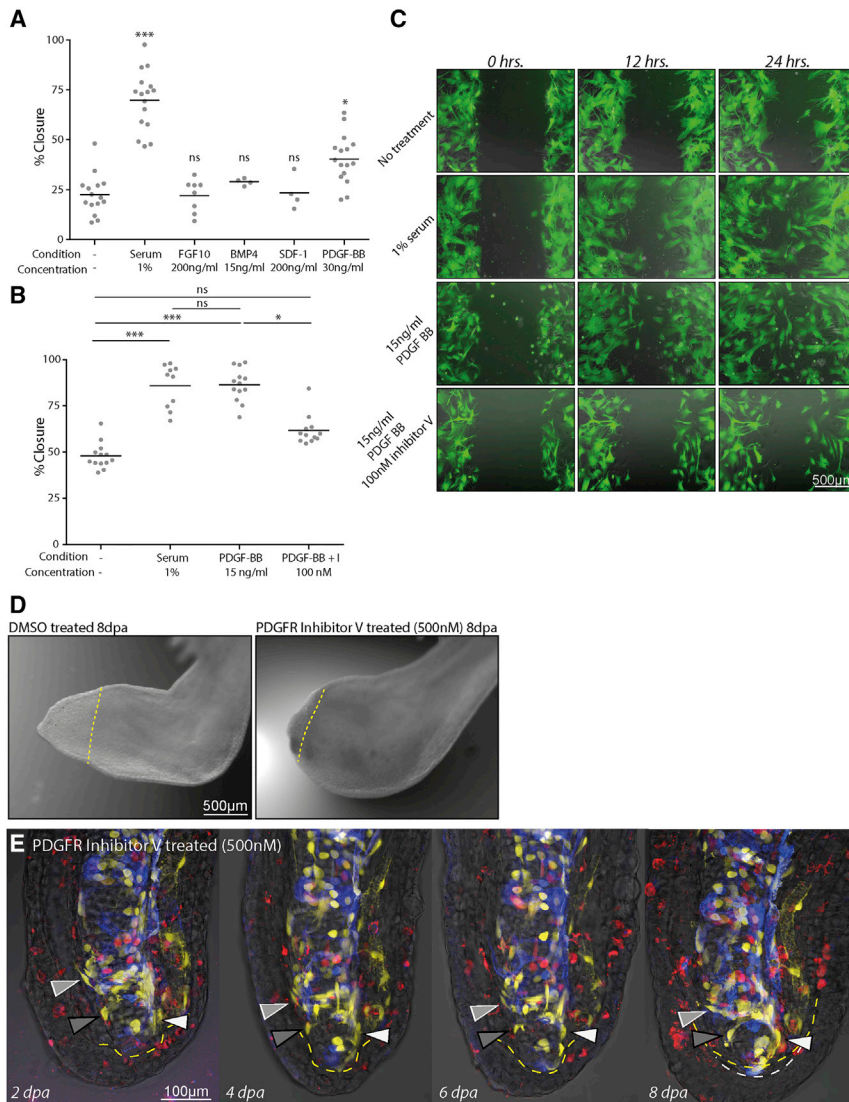 A
% Closure
100
75
50
25
0
***
ns
ns
ns
*
Condition - Serum FGF10 BMP4 SDF-1 PDGF-BB
Concentration - 1% 200ng/ml 15ng/ml 200ng/ml 30ng/ml
B
ns
ns
***
*
***
% Closure
100
75
50
25
0
Condition - Serum PDGF-BB PDGF-BB + I
Concentration - 1% 15 ng/ml 100 nM
C
0 hrs. 12 hrs. 24 hrs.
No treatment
1% serum
15ng/ml
PDGF BB
15ng/ml
PDGF BB
100nM inhibitor V
500µm
D
DMSO treated 8dpa
PDGFR Inhibitor V treated (500nM) 8dpa
500µm
E PDGFR Inhibitor V treated (500nM)
2 dpa 100µm 4 dpa 6 dpa 8 dpa